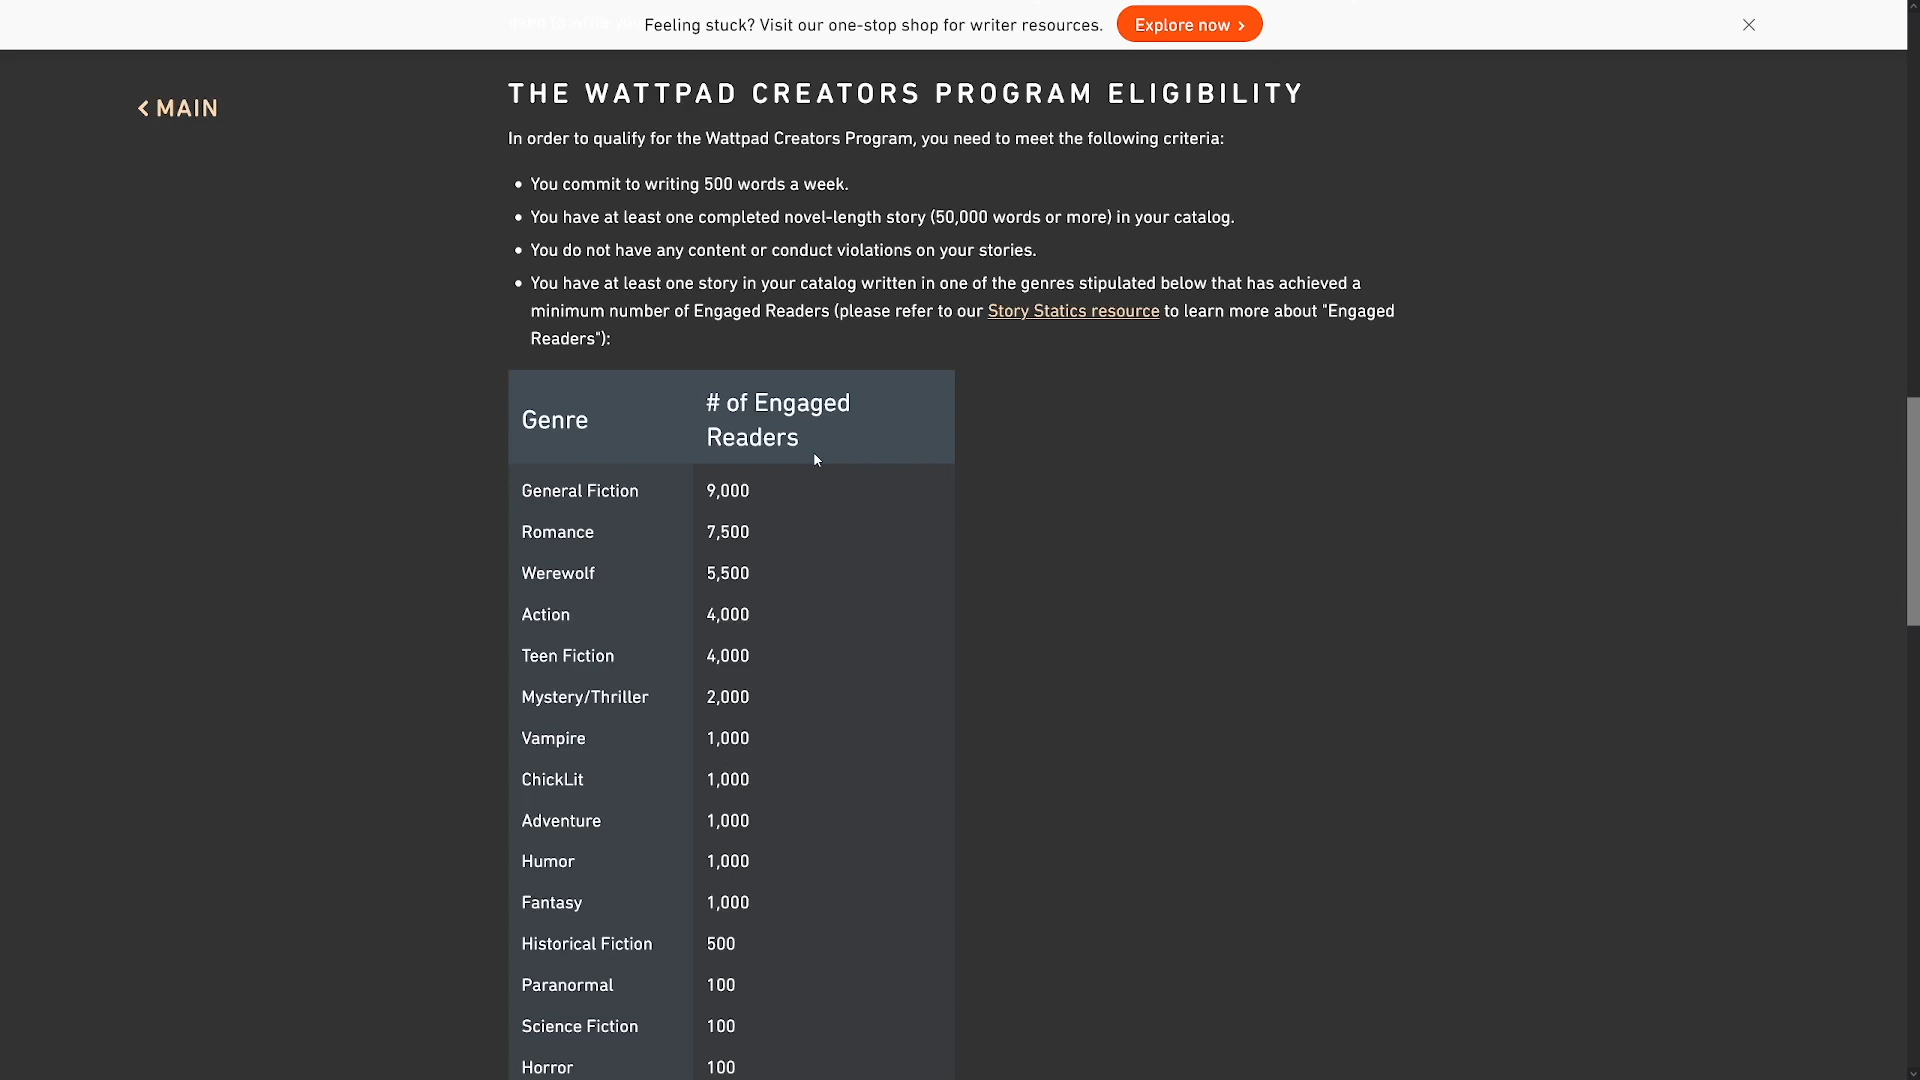 Feeling stuck? Visit our one-stop shop for writer resources. Explore now >
< MAIN
THE WATTPAD CREATORS PROGRAM ELIGIBILITY
In order to qualify for the Wattpad Creators Program, you need to meet the following criteria:
• You commit to writing 500 words a week.
• You have at least one completed novel-length story (50,000 words or more) in your catalog.
• You do not have any content or conduct violations on your stories.
• You have at least one story in your catalog written in one of the genres stipulated below that has achieved a
minimum number of Engaged Readers (please refer to our Story Statics resource to learn more about "Engaged
Readers"):
Genre # of Engaged
Readers
General Fiction 9,000
Romance 7,500
Werewolf 5,500
Action 4,000
Teen Fiction 4,000
Mystery/Thriller 2,000
Vampire 1,000
ChickLit 1,000
Adventure 1,000
Humor 1,000
Fantasy 1,000
Historical Fiction 500
Paranormal 100
Science Fiction 100
Horror 100